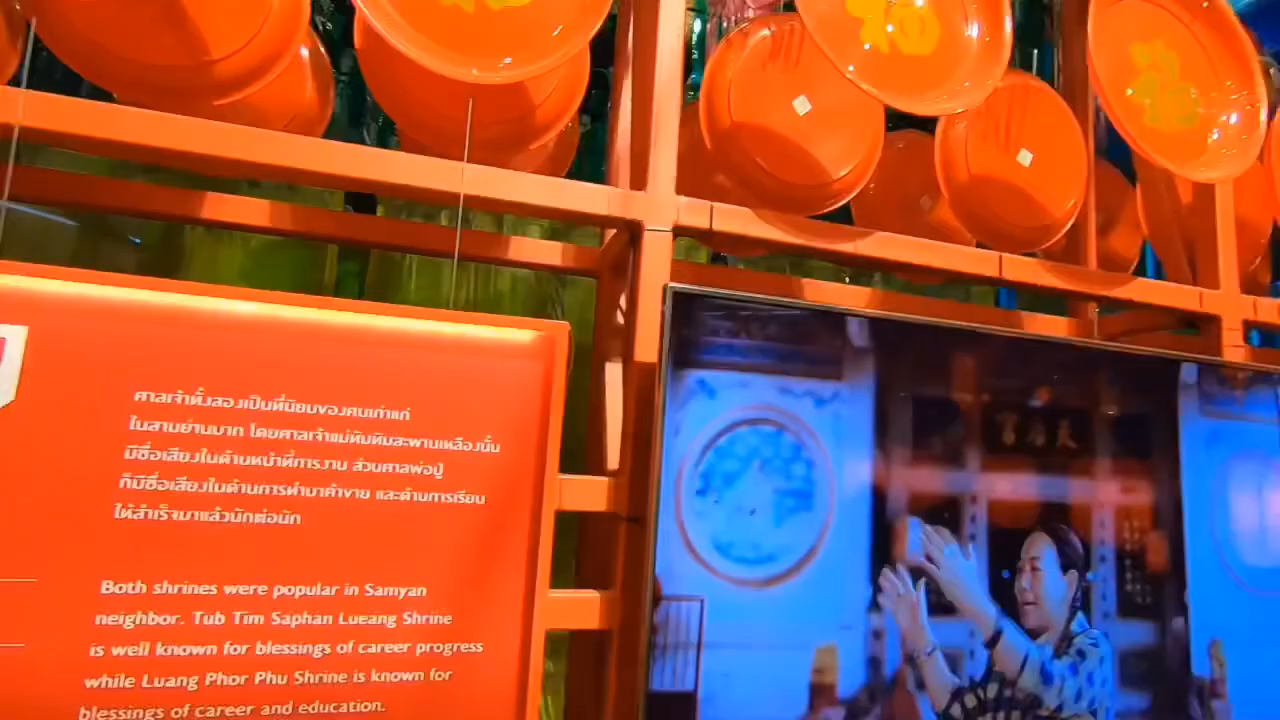 福
福
ศาลเจ้าทั้งสองเป็นที่นิยมของคนเก่าแก่
ในสามย่านมาก โดยศาลเจ้าแม่ทับทิมสะพานเหลืองนั้น
มีชื่อเสียงในด้านหน้าที่การงาน ส่วนศาลพ่อปู่
ก็มีชื่อเสียงในด้านการทำมาค้าขาย และด้านการเรียน
ให้สำเร็จมาแล้วนักต่อนัก
Both shrines were popular in Samyan
neighbor. Tub Tim Saphan Lueang Shrine
is well known for blessings of career progress
while Luang Phor Phu Shrine is known for
blessings of career and education.